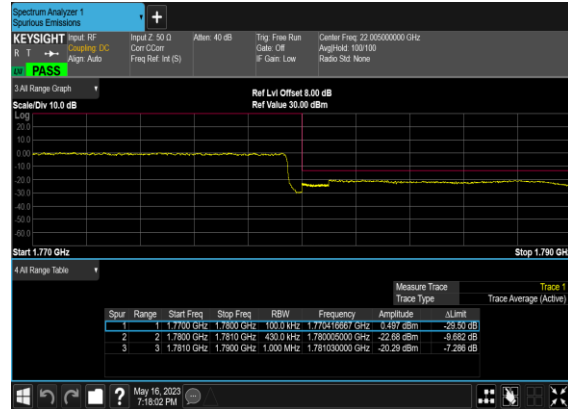 Spectrum Analyzer 1
Spurious Emissions
KEYSIGHT Input: RF Input Z: 50 Ω Atten: 40 dB Trig: Free Run Center Freq: 22.005000000 GHz
R T Coupling: DC Corr CCorr Gate: Off Avg|Hold: 100/100
Align: Auto Freq Ref: Int (S) IF Gain: Low Radio Std: None
PASS
3 All Range Graph
Ref Lvl Offset 8.00 dB
Scale/Div 10.0 dB Ref Value 30.00 dBm
Log
20.0
10.0
0.00
-10.0
-20.0
-30.0
-40.0
-50.0
-60.0
Start 1.770 GHz Stop 1.790 GH
4 All Range Table
Measure Trace Trace 1
Trace Type Trace Average (Active)
Spur Range Start Freq Stop Freq RBW Frequency Amplitude ΔLimit
1 1 1.7700 GHz 1.7800 GHz 100.0 kHz 1.770416667 GHz 0.497 dBm -29.50 dB
2 2 1.7800 GHz 1.7810 GHz 430.0 kHz 1.780005000 GHz -22.68 dBm -9.682 dB
3 3 1.7810 GHz 1.7900 GHz 1.000 MHz 1.781030000 GHz -20.29 dBm -7.286 dB
? May 16, 2023
7:18:02 PM